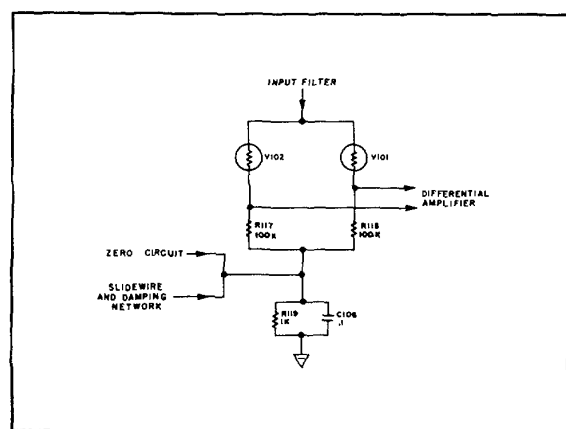 INPUT FILTER
V102
V101
DIFFERENTIAL
AMPLIFIER
R117
100K
R118
100K
ZERO CIRCUIT
SLIDEWIRE
AND DAMPING
NETWORK
R119
1K
C106
.1